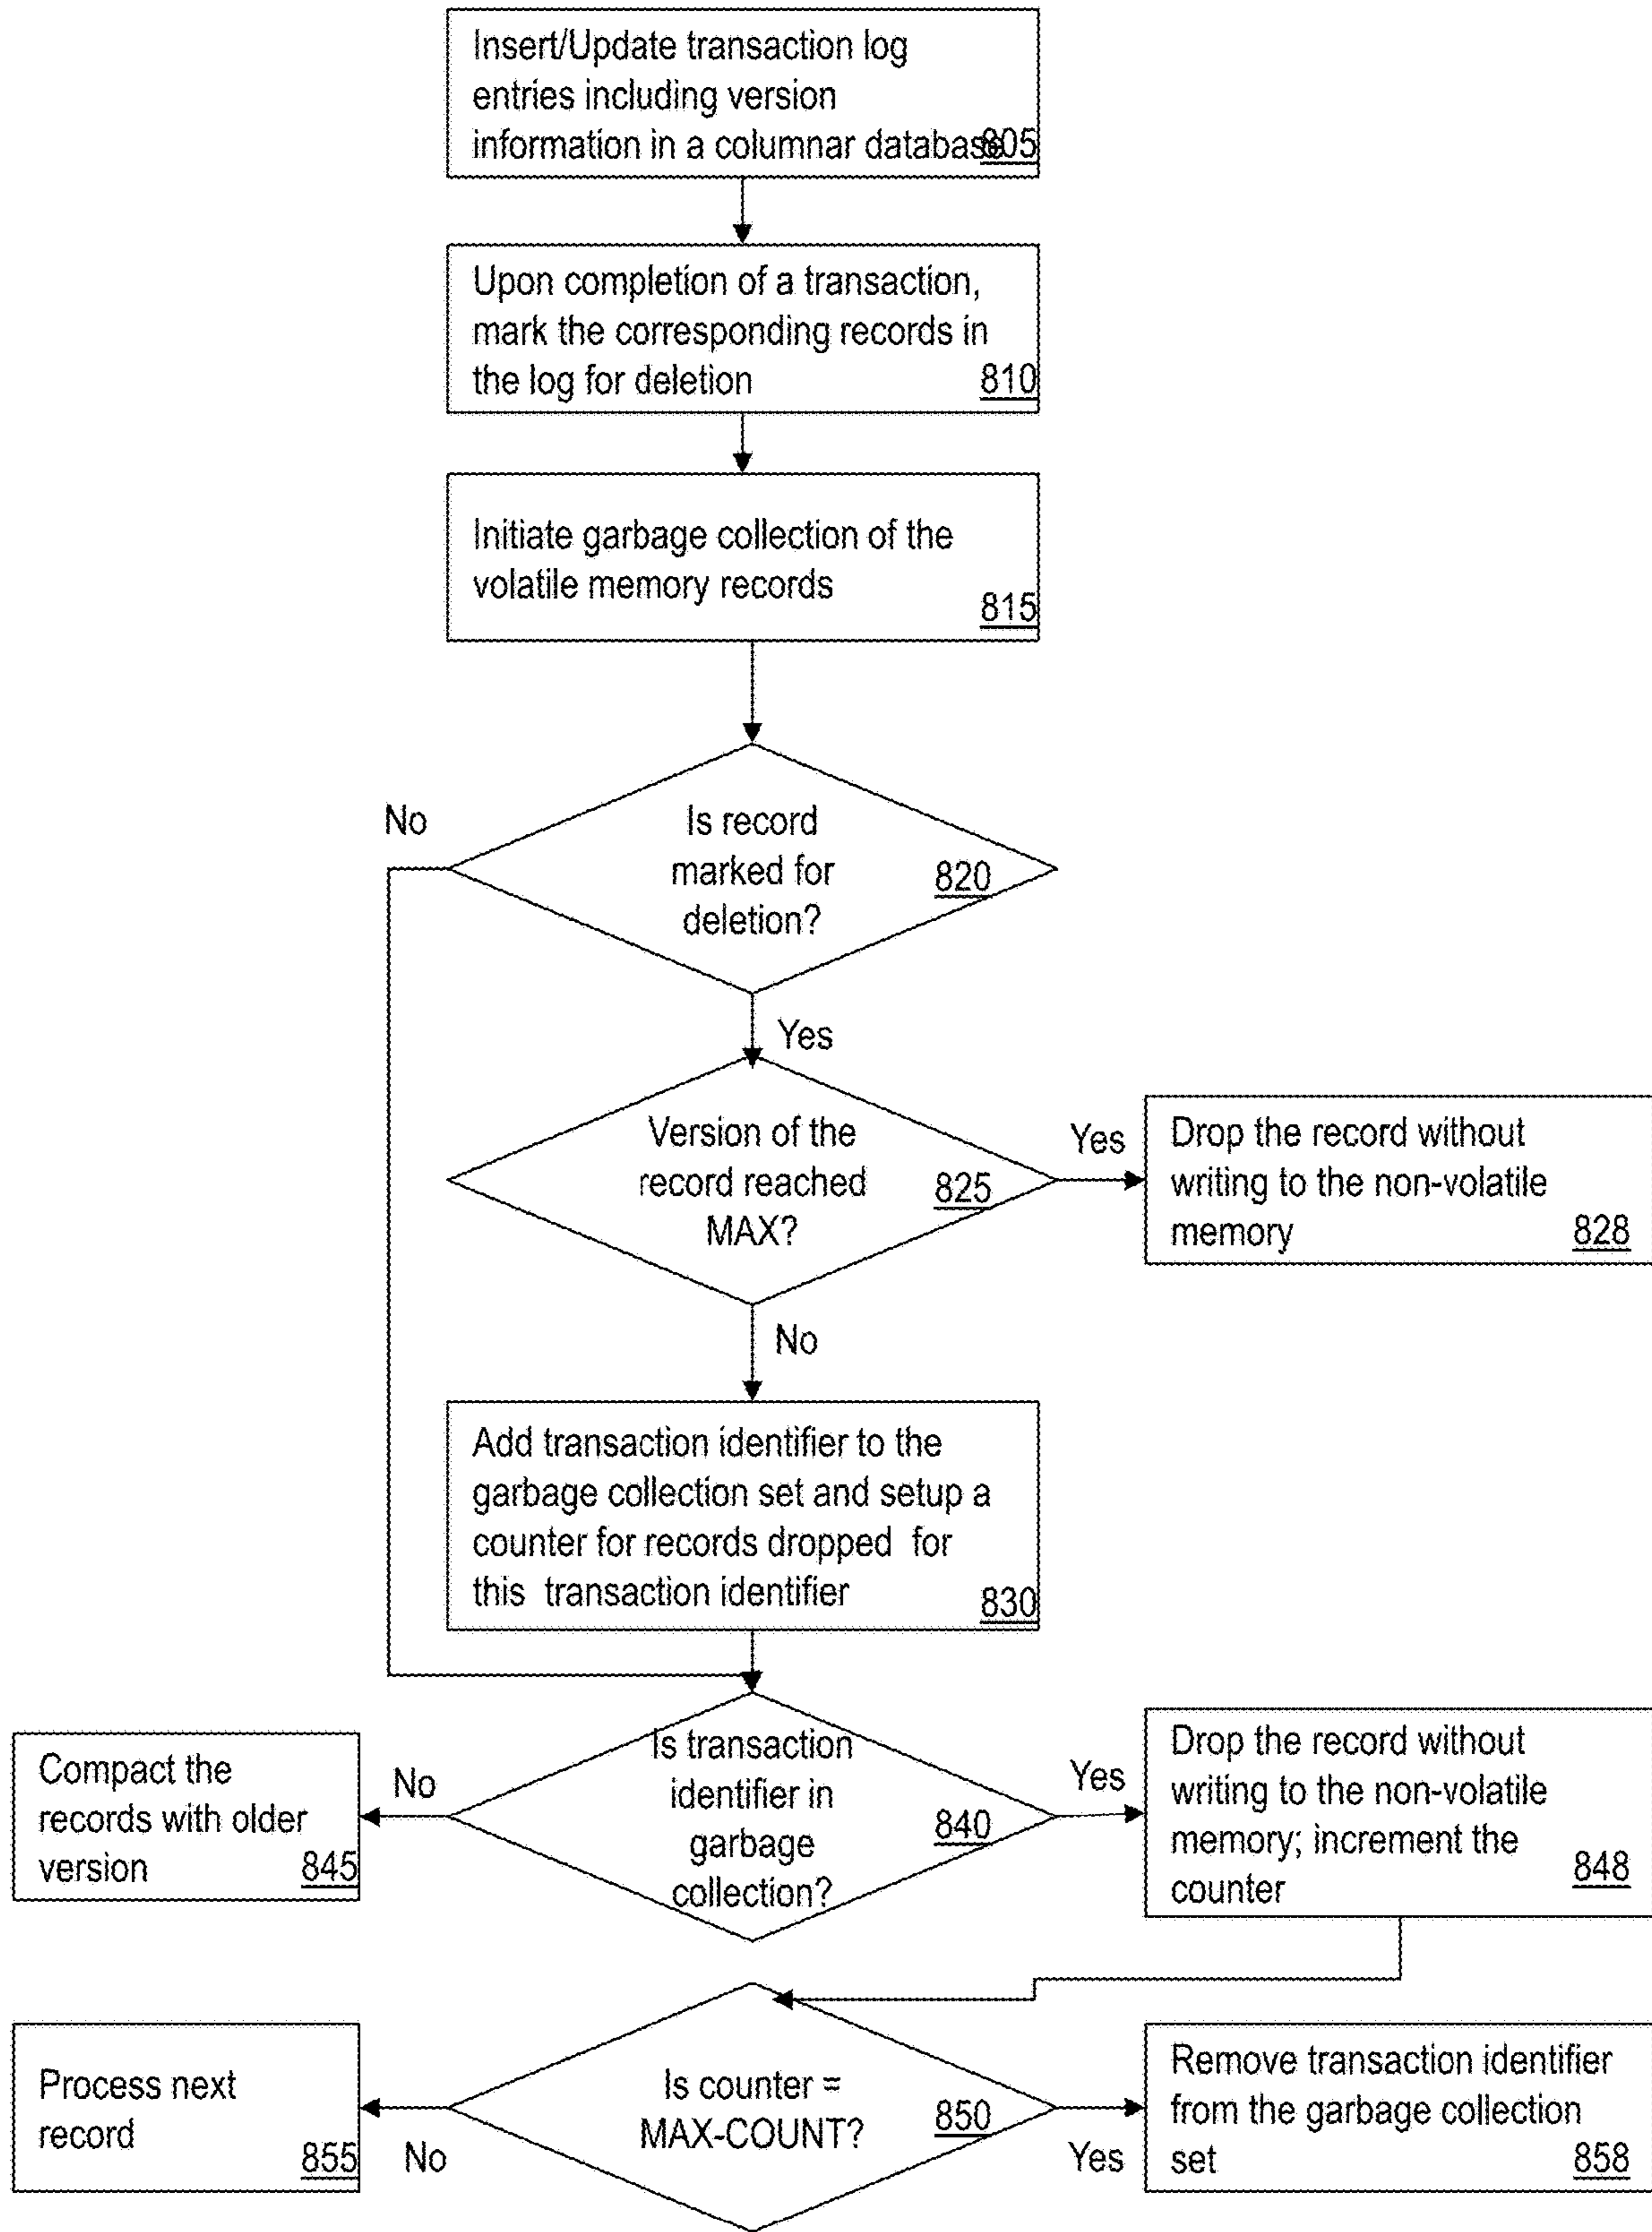 Insert/Update transaction log
entries including version
information in a columnar database
805
Upon completion of a transaction,
mark the corresponding records in
the log for deletion
810
Initiate garbage collection of the
volatile memory records
815
No
Is record
marked for
deletion?
820
Yes
Version of the
record reached
MAX?
825
Yes
Drop the record without
writing to the non-volatile
memory
828
No
Add transaction identifier to the
garbage collection set and setup a
counter for records dropped for
this transaction identifier
830
Compact the
records with older
version
845
No
Is transaction
identifier in
garbage
collection?
840
Yes
Drop the record without
writing to the non-volatile
memory; increment the
counter
848
Process next
record
855
No
Is counter =
MAX-COUNT?
850
Yes
Remove transaction identifier
from the garbage collection
set
858